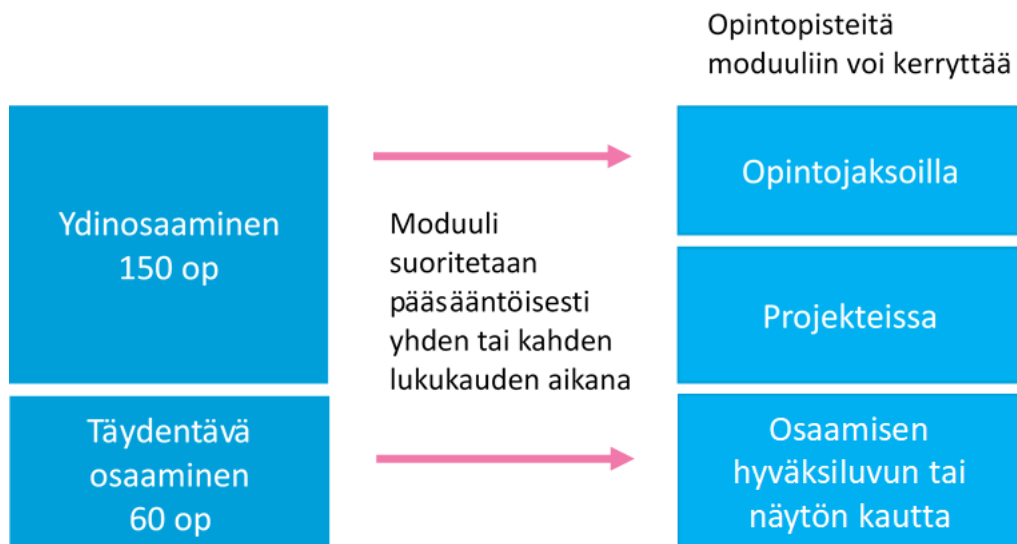 Opintopisteitä
moduuliin voi kerryttää
Ydinosaaminen
150 op
Täydentävä
osaaminen
60 op
Moduuli
suoritetaan
pääsääntöisesti
yhden tai kahden
lukukauden aikana
Opintojaksoilla
Projekteissa
Osaamisen
hyväksiluvun tai
näytön kautta